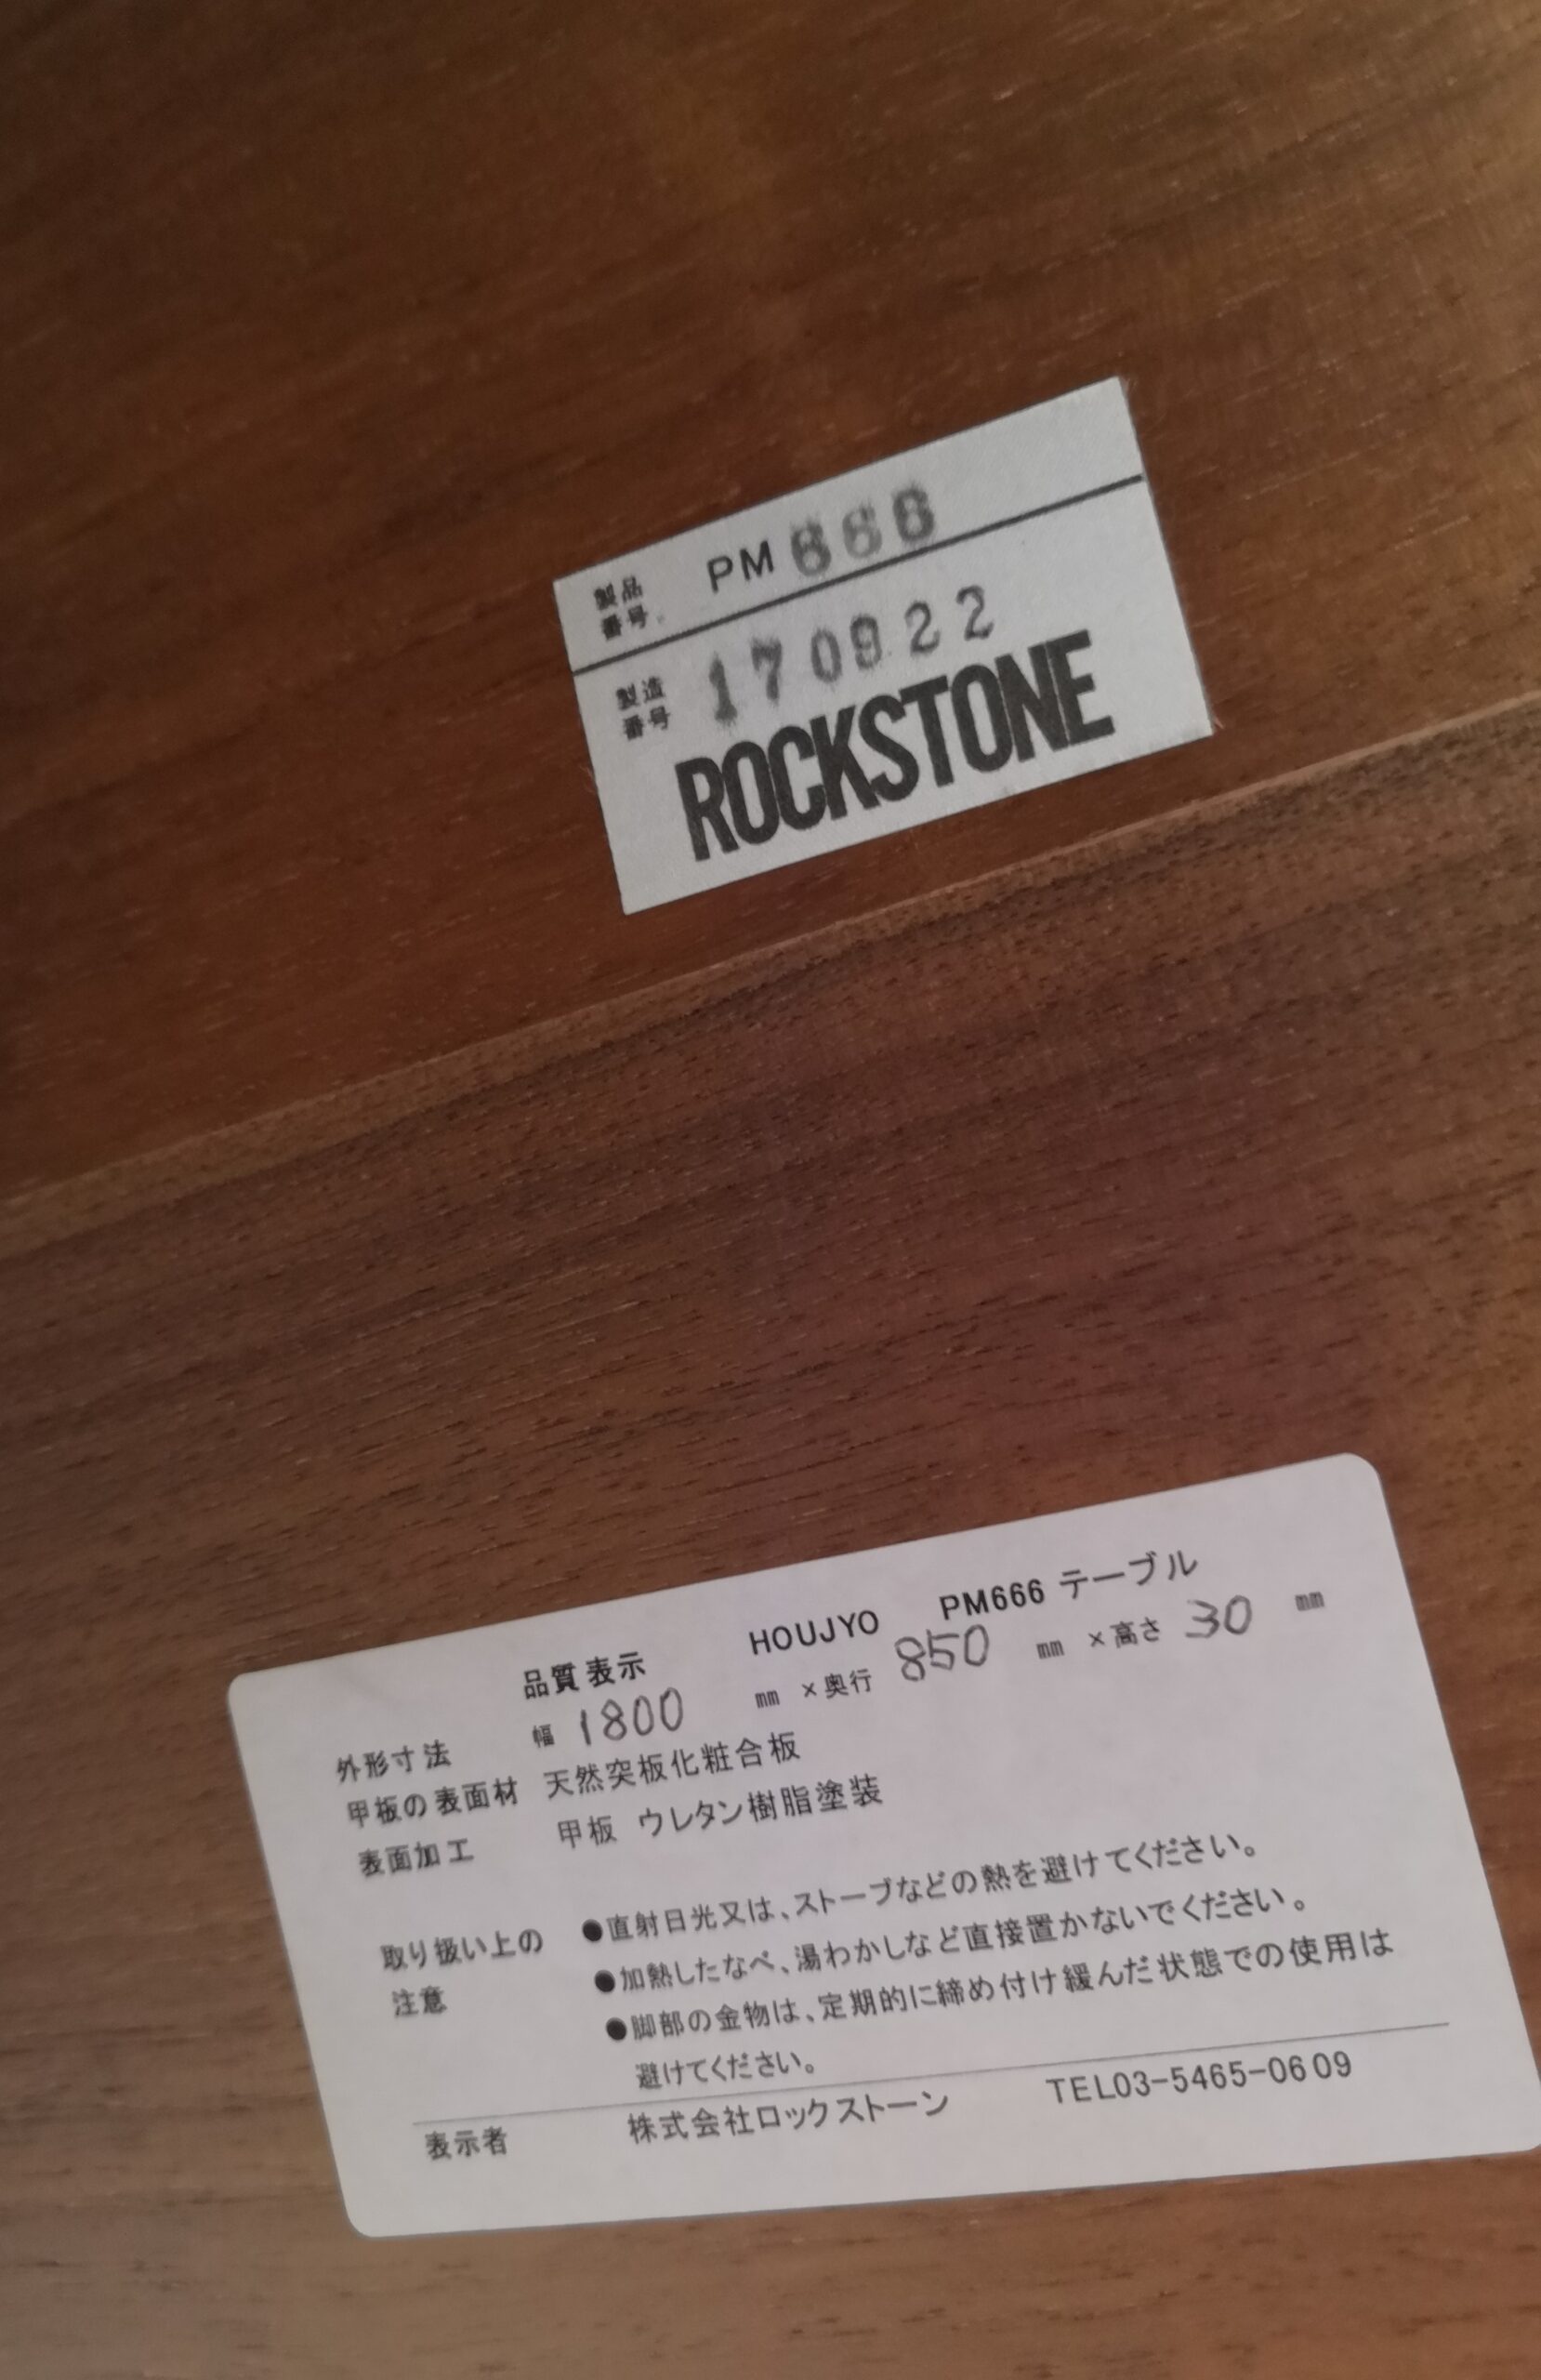 製品番号. PM666
製造番号 170922
ROCKSTONE
品質表示 HOUJYO PM666 テーブル
外形寸法 幅 1800 mm ×奥行 850 mm ×高さ 30 mm
甲板の表面材 天然突板化粧合板
表面加工 甲板 ウレタン樹脂塗装
取り扱い上の注意 ●直射日光又は、ストーブなどの熱を避けてください。
●加熱したなべ、湯わかしなど直接置かないでください。
●脚部の金物は、定期的に締め付け緩んだ状態での使用は
避けてください。
表示者 株式会社ロックストーン TEL03-5465-0609